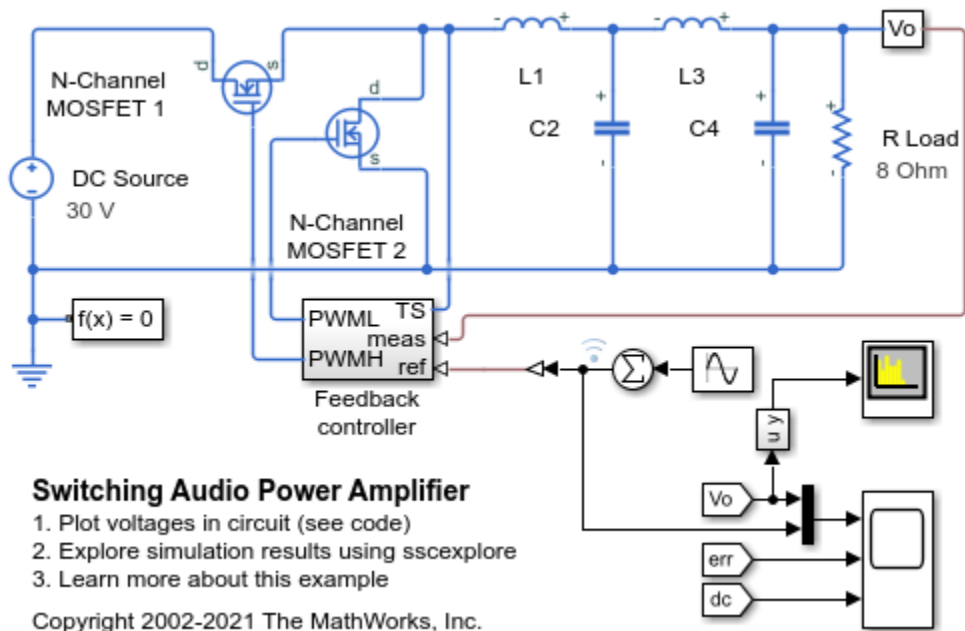 Vo
d
s
- +
- +
N-Channel
MOSFET 1
d
L1
L3
+
+
+
C2
C4
R Load
8 Ohm
s
-
-
-
DC Source
30 V
N-Channel
MOSFET 2
f(x) = 0
PWML
TS
meas
PWMH
ref
Σ
Feedback
controller
u y
Switching Audio Power Amplifier
1. Plot voltages in circuit (see code)
2. Explore simulation results using sscexplore
3. Learn more about this example
Copyright 2002-2021 The MathWorks, Inc.
Vo
err
dc